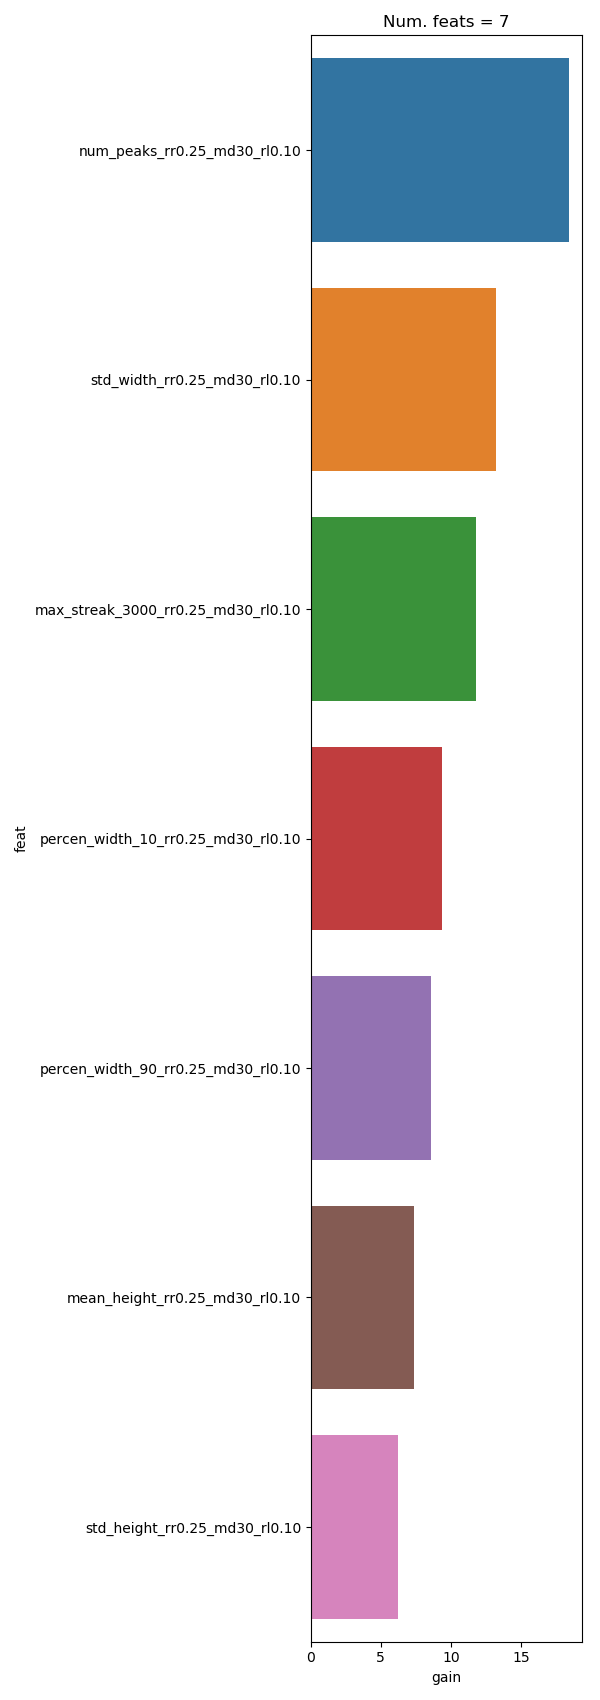 Num. feats = 7
num_peaks_rr0.25_md30_rl0.10
std_width_rr0.25_md30_rl0.10
max_streak_3000_rr0.25_md30_rl0.10
percen_width_10_rr0.25_md30_rl0.10
feat
percen_width_90_rr0.25_md30_rl0.10
mean_height_rr0.25_md30_rl0.10
std_height_rr0.25_md30_rl0.10
0 5 10 15
gain